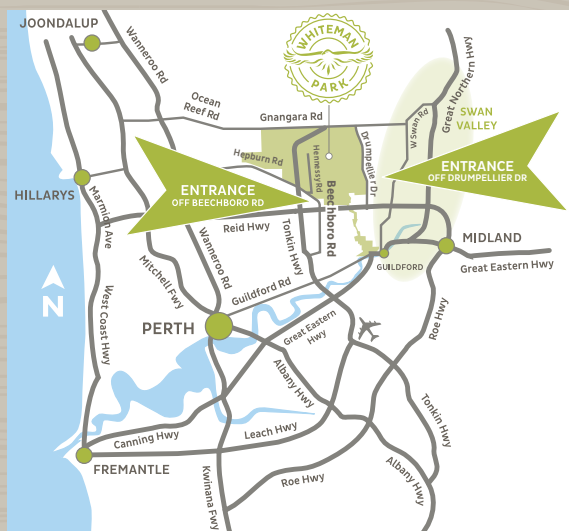 JOONDALUP
Wanneroo Rd
WHITEMAN
PARK
Ocean
Reef Rd
Gnangara Rd
Great Northern Hwy
W Swan Rd
SWAN
VALLEY
Hepburn Rd
Hennessy Rd
Beechboro Rd
Drumpellier Dr
ENTRANCE
OFF BEECHBORO RD
ENTRANCE
OFF DRUMPELLIER DR
HILLARYS
Marmion Ave
Reid Hwy
Tonkin Hwy
MIDLAND
GUILDFORD
Great Eastern Hwy
N
Mitchell Fwy
Wanneroo Rd
Guildford Rd
West Coast Hwy
PERTH
Great Eastern
Hwy
Roe Hwy
Albany Hwy
Tonkin Hwy
Canning Hwy
Leach Hwy
FREMANTLE
Kwinana Fwy
Roe Hwy
Albany Hwy